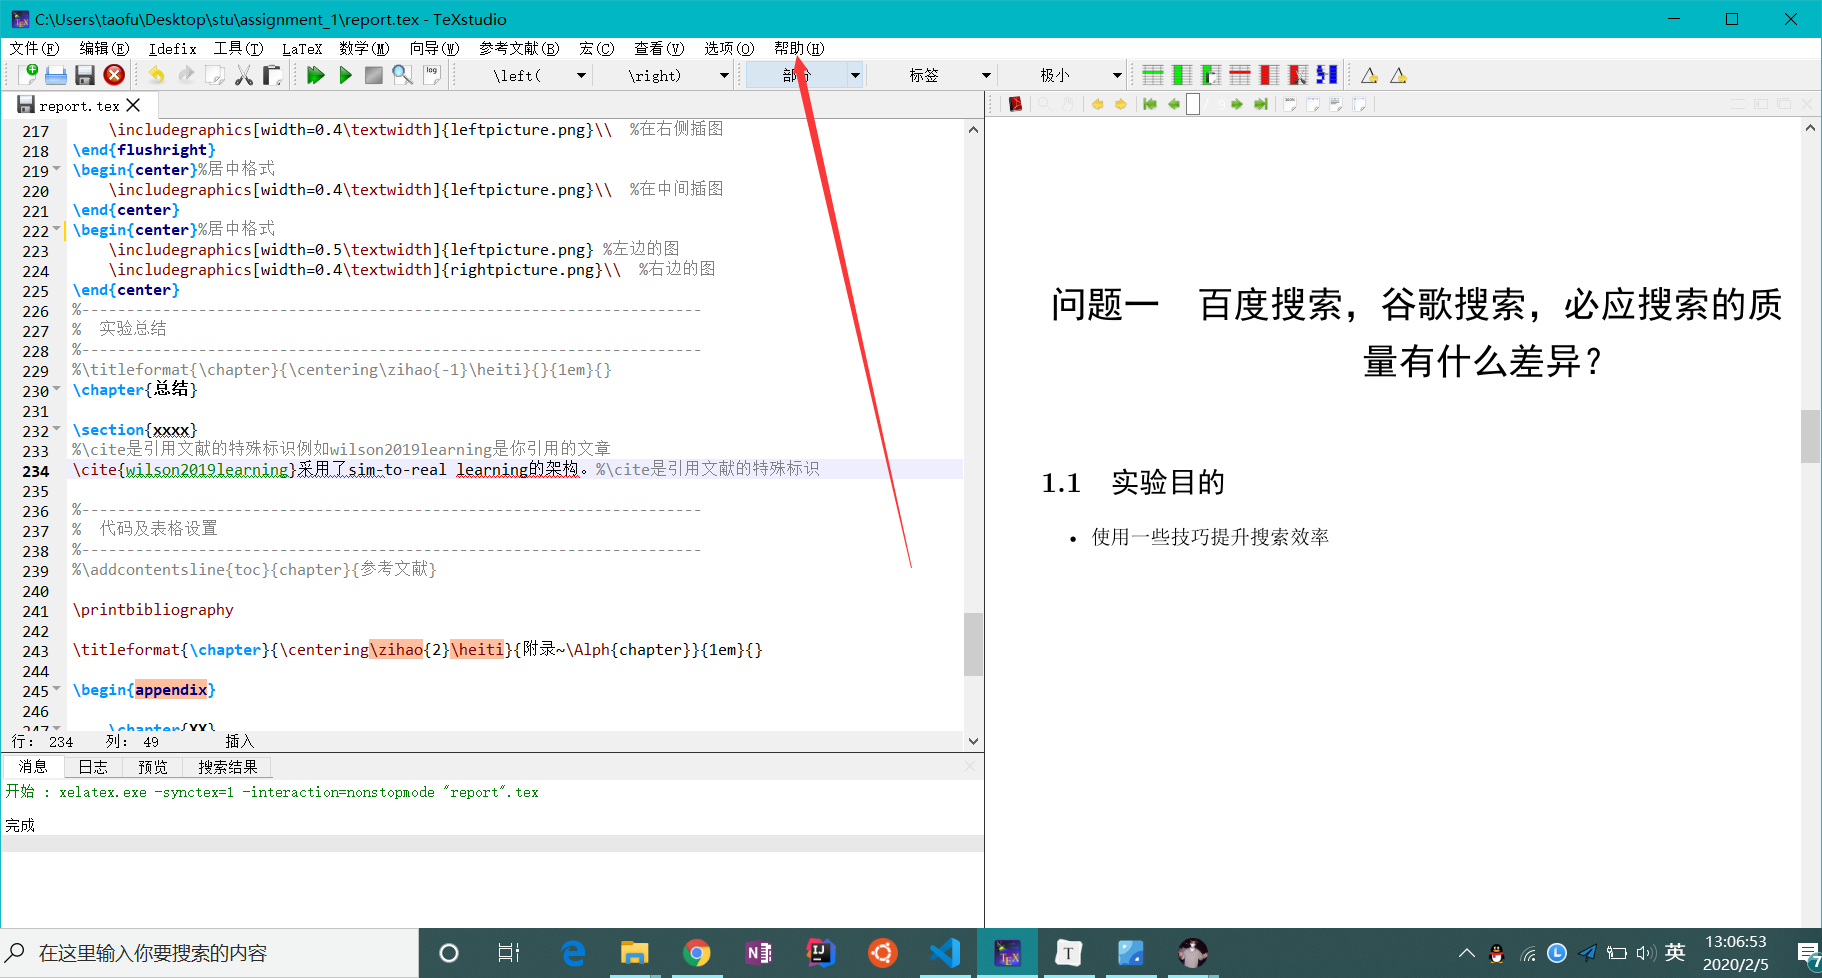 C:\Users\taofu\Desktop\stu\assignment_1\report.tex - TeXstudio
文件(F) 编辑(E) Idefix 工具(T) LaTeX 数学(M) 向导(W) 参考文献(B) 宏(C) 查看(V) 选项(O) 帮助(H)
\left( \right) 部分 标签 极小
report.tex
217 \includegraphics[width=0.4\textwidth]{leftpicture.png}\\ %在右侧插图
218 \end{flushright}
219 \begin{center}%居中格式
220 \includegraphics[width=0.4\textwidth]{leftpicture.png}\\ %在中间插图
221 \end{center}
222 \begin{center}%居中格式
223 \includegraphics[width=0.5\textwidth]{leftpicture.png} %左边的图
224 \includegraphics[width=0.4\textwidth]{rightpicture.png}\\ %右边的图
225 \end{center}
226 %---------------------------------------------------------------------
227 % 实验总结
228 %---------------------------------------------------------------------
229 %\titleformat{\chapter}{\centering\zihao{-1}\heiti}{}{1em}{}
230 \chapter{总结}
231
232 \section{xxxx}
233 %\cite是引用文献的特殊标识例如wilson2019learning是你引用的文章
234 \cite{wilson2019learning}采用了sim-to-real learning的架构。%\cite是引用文献的特殊标识
235
236 %---------------------------------------------------------------------
237 % 代码及表格设置
238 %---------------------------------------------------------------------
239 %\addcontentsline{toc}{chapter}{参考文献}
240
241 \printbibliography
242
243 \titleformat{\chapter}{\centering\zihao{2}\heiti}{附录~\Alph{chapter}}{1em}{}
244
245 \begin{appendix}
246
247 \chapter{XX}
行: 234 列: 49 插入
消息 日志 预览 搜索结果
开始 : xelatex.exe -synctex=1 -interaction=nonstopmode "report".tex
完成
问题一 百度搜索，谷歌搜索，必应搜索的质
量有什么差异？
1.1 实验目的
• 使用一些技巧提升搜索效率
在这里输入你要搜索的内容
英
13:06:53
2020/2/5
7